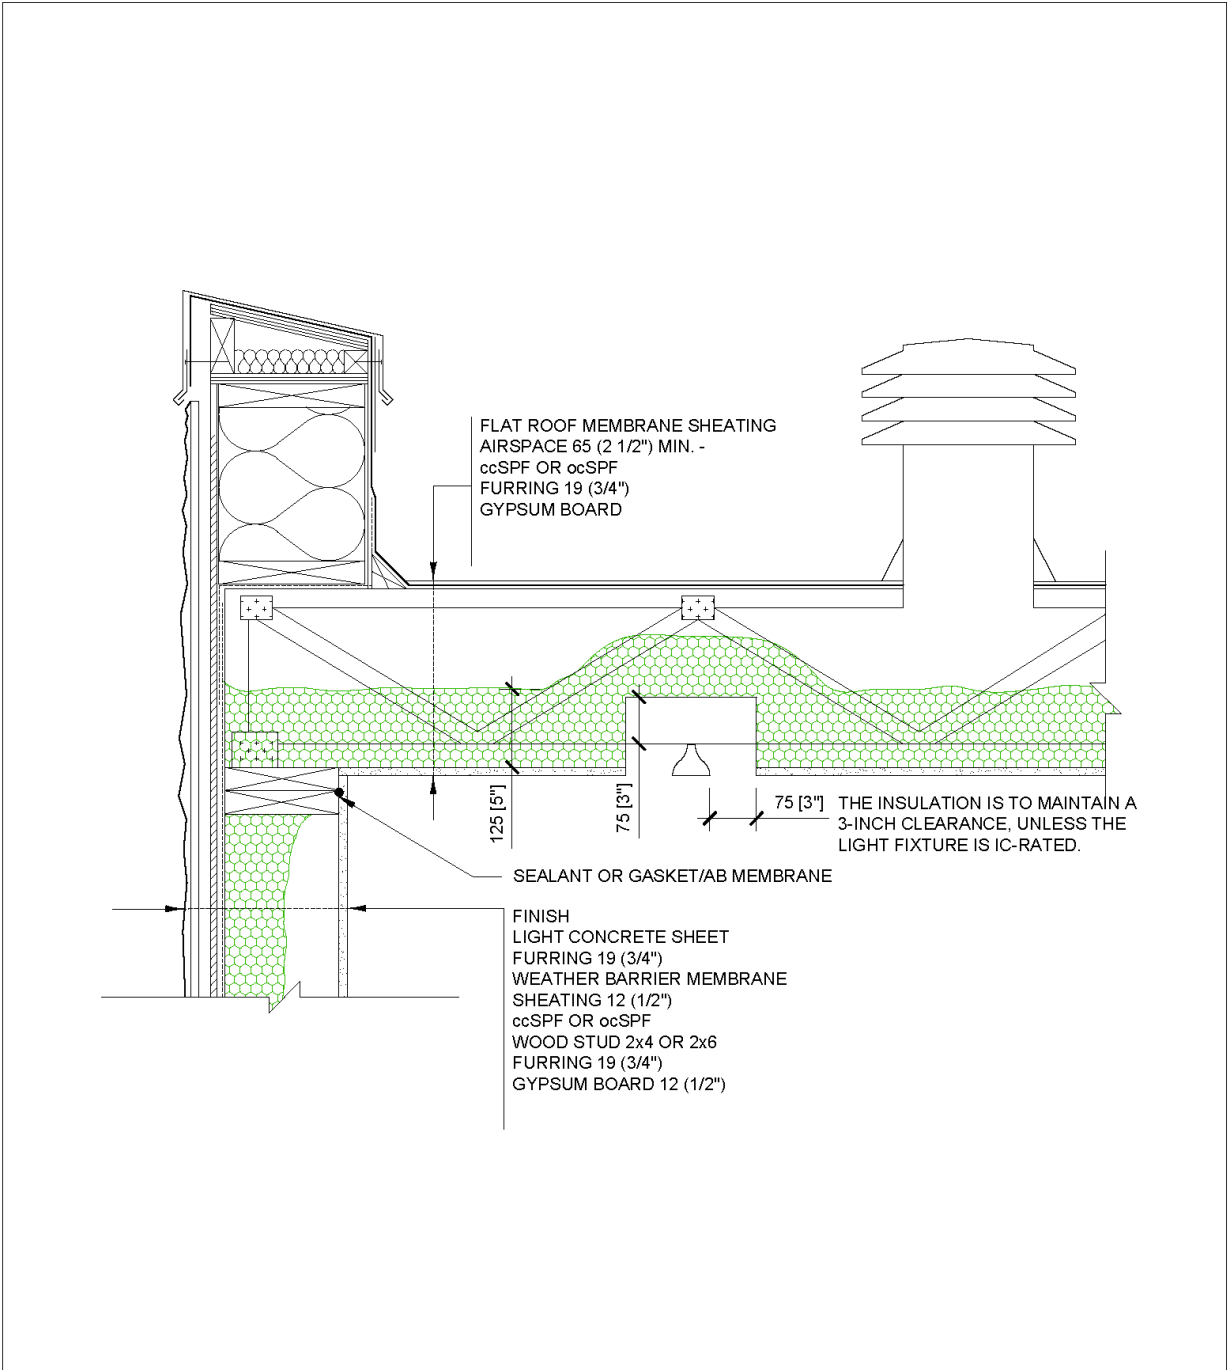 FLAT ROOF MEMBRANE SHEATING
AIRSPACE 65 (2 1/2") MIN. -
ccSPF OR ocSPF
FURRING 19 (3/4")
GYPSUM BOARD
125 [5"]
75 [3"]
75 [3"]
THE INSULATION IS TO MAINTAIN A
3-INCH CLEARANCE, UNLESS THE
LIGHT FIXTURE IS IC-RATED.
SEALANT OR GASKET/AB MEMBRANE
FINISH
LIGHT CONCRETE SHEET
FURRING 19 (3/4")
WEATHER BARRIER MEMBRANE
SHEATING 12 (1/2")
ccSPF OR ocSPF
WOOD STUD 2x4 OR 2x6
FURRING 19 (3/4")
GYPSUM BOARD 12 (1/2")